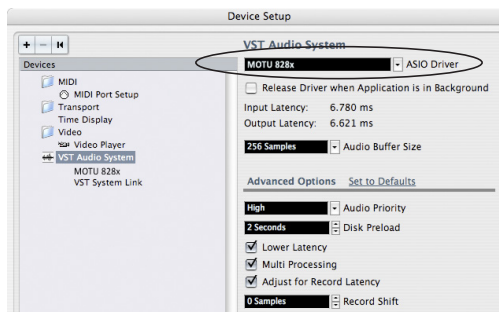 Device Setup
+ – |◀
Devices
MIDI
MIDI Port Setup
Transport
Time Display
Video
Video Player
VST Audio System
MOTU 828x
VST System Link
VST Audio System
MOTU 828x ASIO Driver
Release Driver when Application is in Background
Input Latency: 6.780 ms
Output Latency: 6.621 ms
256 Samples Audio Buffer Size
Advanced Options Set to Defaults
High Audio Priority
2 Seconds Disk Preload
Lower Latency
Multi Processing
Adjust for Record Latency
0 Samples Record Shift